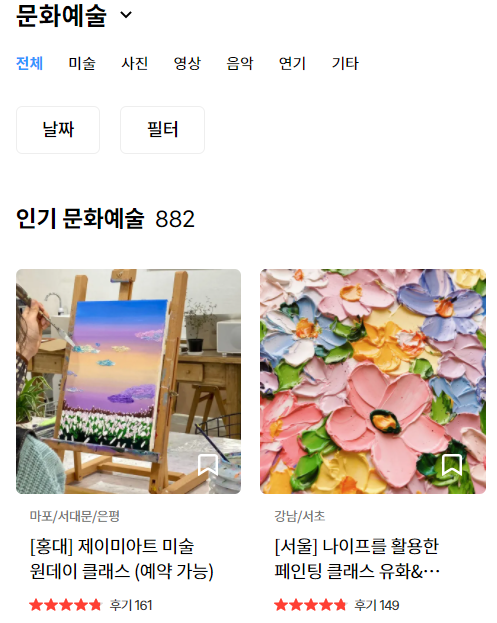 문화예술
전체 미술 사진 영상 음악 연기 기타
날짜 필터
인기 문화예술 882
마포/서대문/은평
[홍대] 제이미아트 미술
원데이 클래스 (예약 가능)
후기 161
강남/서초
[서울] 나이프를 활용한
페인팅 클래스 유화&…
후기 149